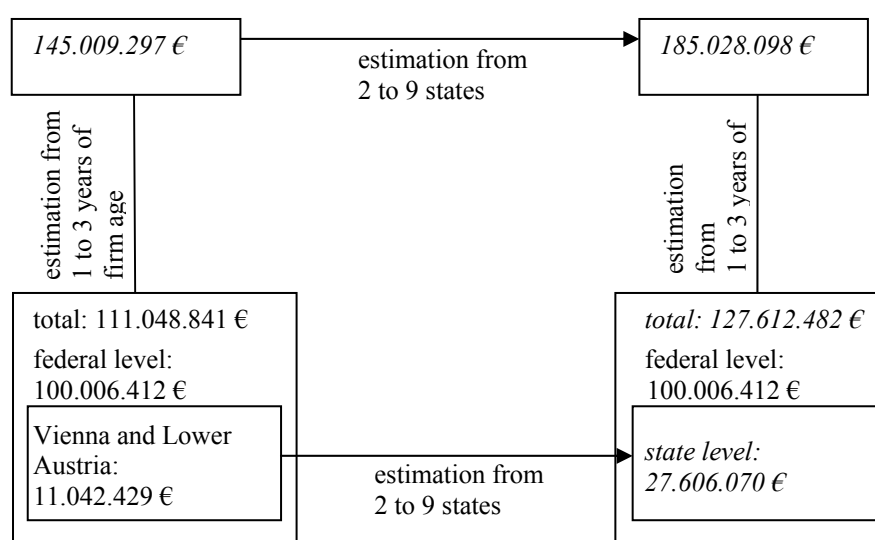 145.009.297 €
estimation from
2 to 9 states
185.028.098 €
estimation from
1 to 3 years of
firm age
estimation
from
1 to 3 years of
total: 111.048.841 €
federal level:
100.006.412 €
Vienna and Lower
Austria:
11.042.429 €
estimation from
2 to 9 states
total: 127.612.482 €
federal level:
100.006.412 €
state level:
27.606.070 €